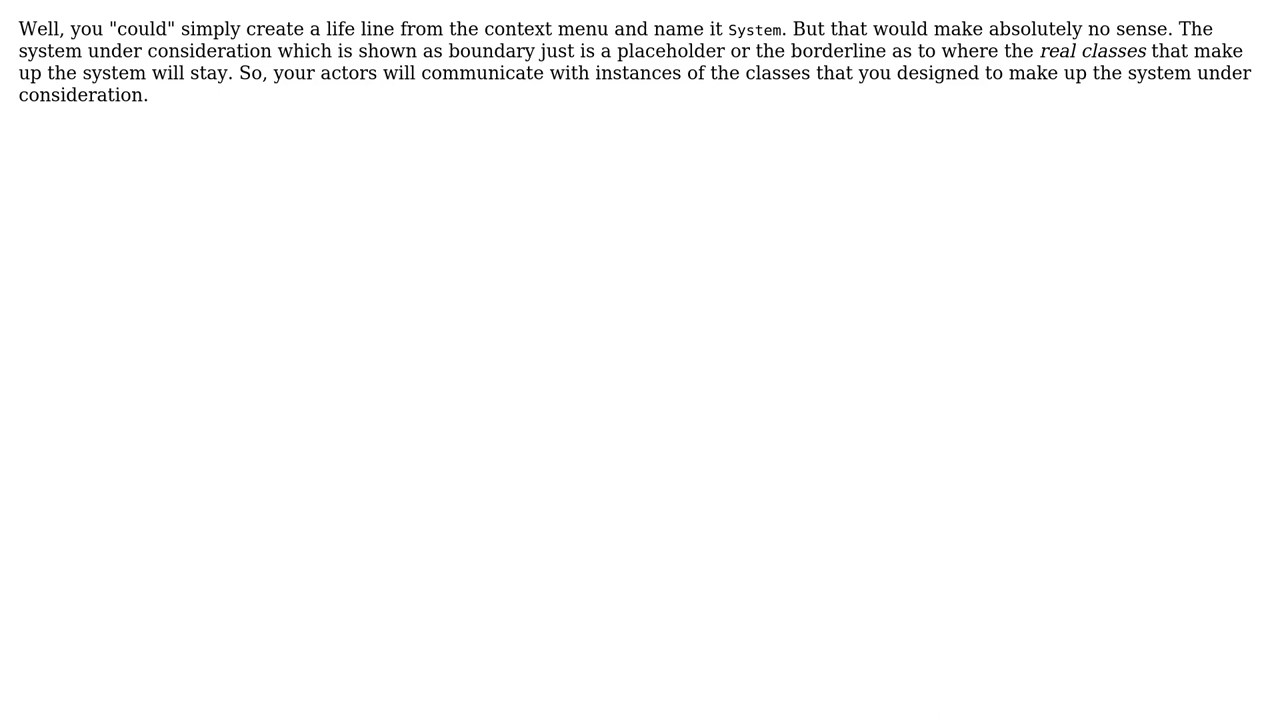 Well, you "could" simply create a life line from the context menu and name it System. But that would make absolutely no sense. The
system under consideration which is shown as boundary just is a placeholder or the borderline as to where the real classes that make
up the system will stay. So, your actors will communicate with instances of the classes that you designed to make up the system under
consideration.